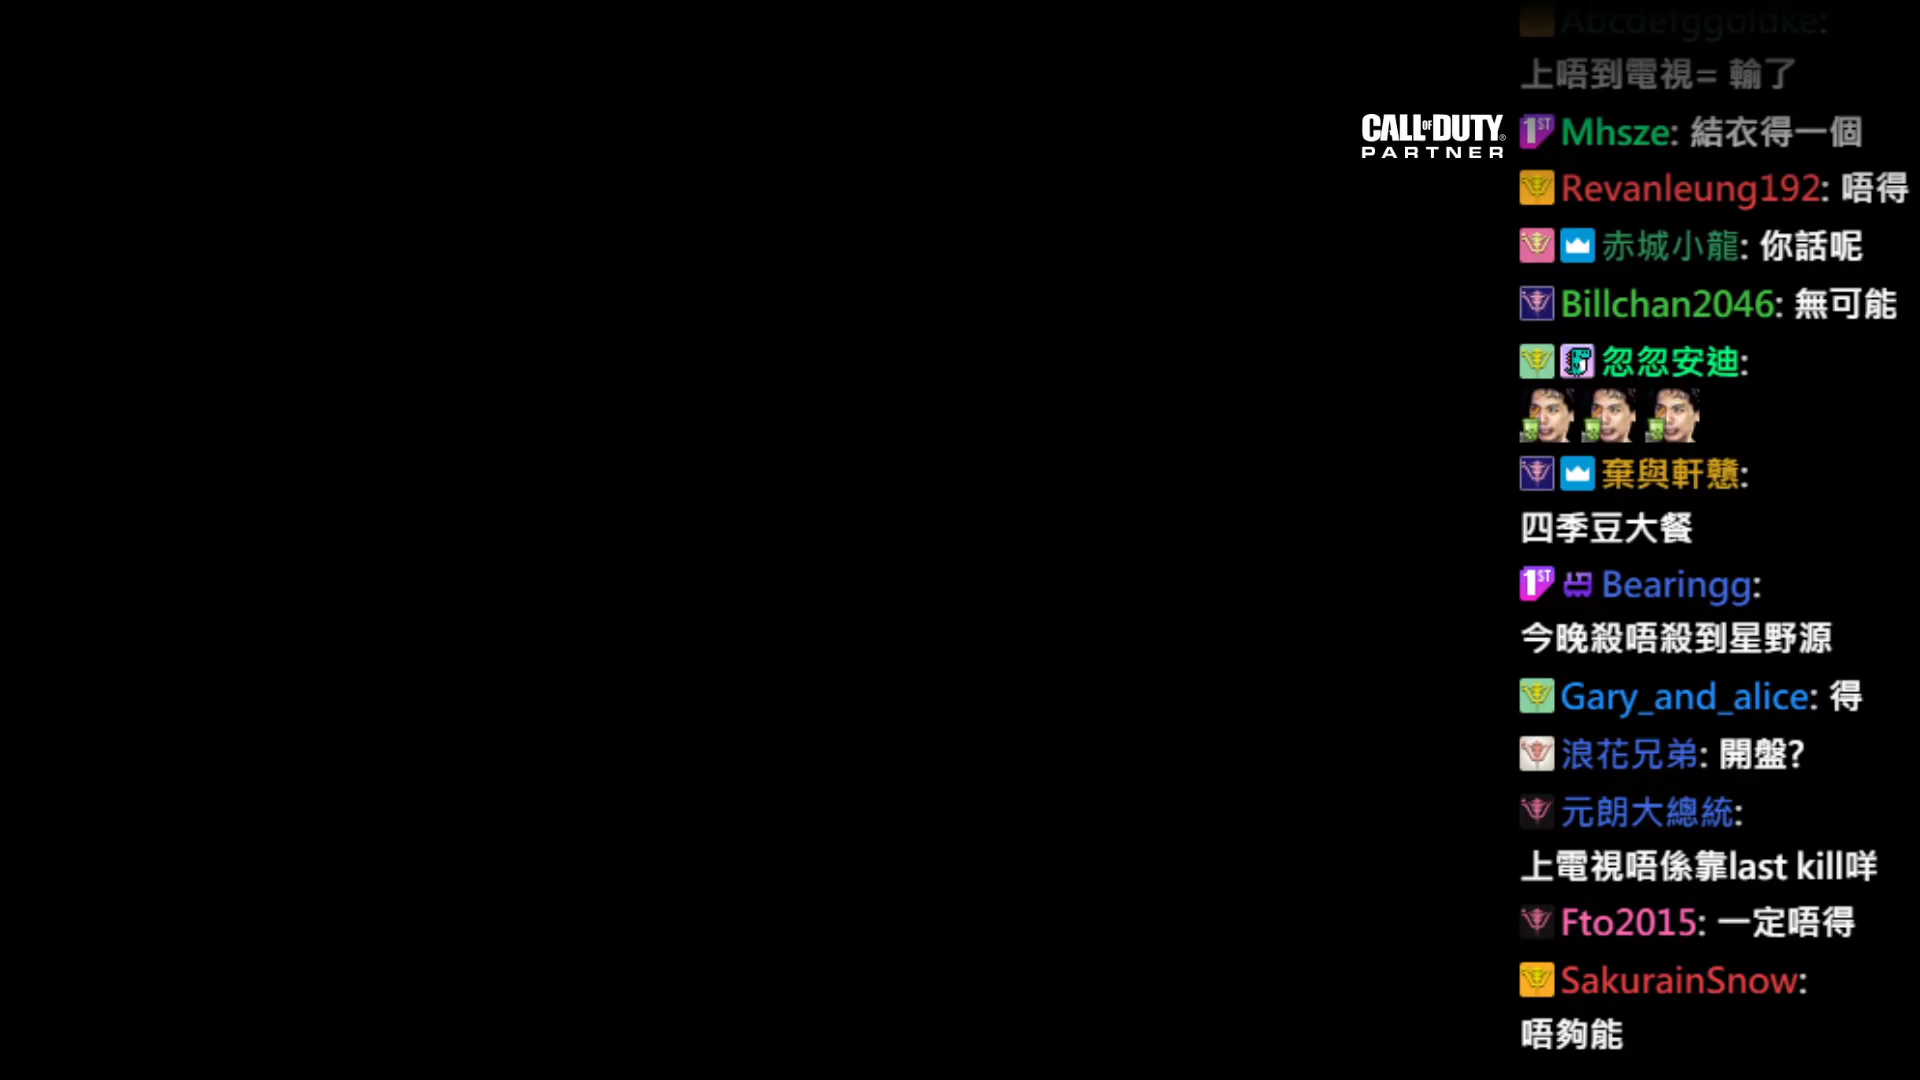 Abcdefggoldke:
上唔到電視= 輸了
CALL OF DUTY®
PARTNER
1ST Mhsze: 結衣得一個
Revanleung192: 唔得
赤城小龍: 你話呢
Billchan2046: 無可能
忽忽安迪:
棄與軒戇:
四季豆大餐
1ST Bearingg:
今晚殺唔殺到星野源
Gary_and_alice: 得
浪花兄弟: 開盤?
元朗大總統:
上電視唔係靠last kill咩
Fto2015: 一定唔得
SakurainSnow:
唔夠能